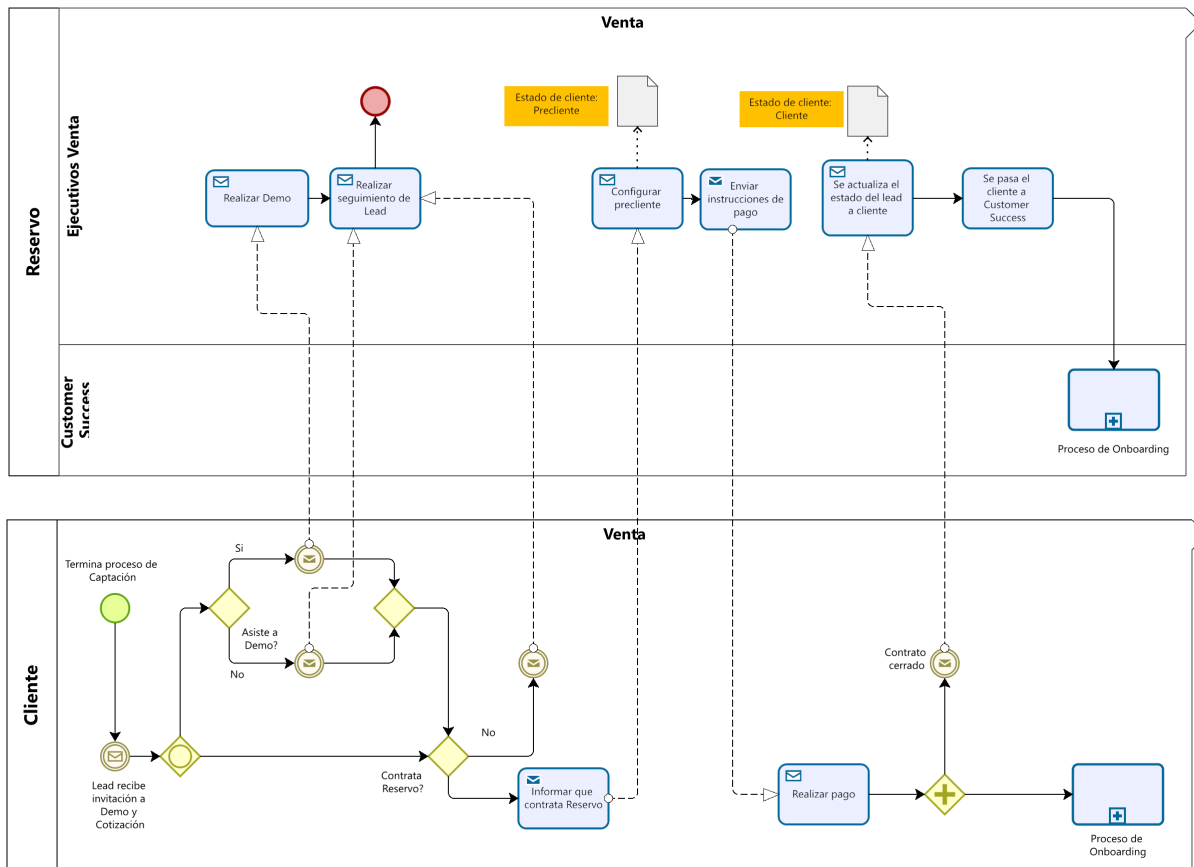 Venta
Reservo
Ejecutivos Venta
Estado de cliente:
Precliente
Estado de cliente:
Cliente
Realizar Demo
Realizar
seguimiento de
Lead
Configurar
precliente
Enviar
instrucciones de
pago
Se actualiza el
estado del lead
a cliente
Se pasa el
cliente a
Customer
Success
Customer
Success
Proceso de Onboarding
Venta
Cliente
Termina proceso de
Captación
Si
Asiste a
Demo?
No
Lead recibe
invitación a
Demo y
Cotización
Contrata
Reservo?
No
Informar que
contrata Reservo
Contrato
cerrado
Realizar pago
Proceso de
Onboarding